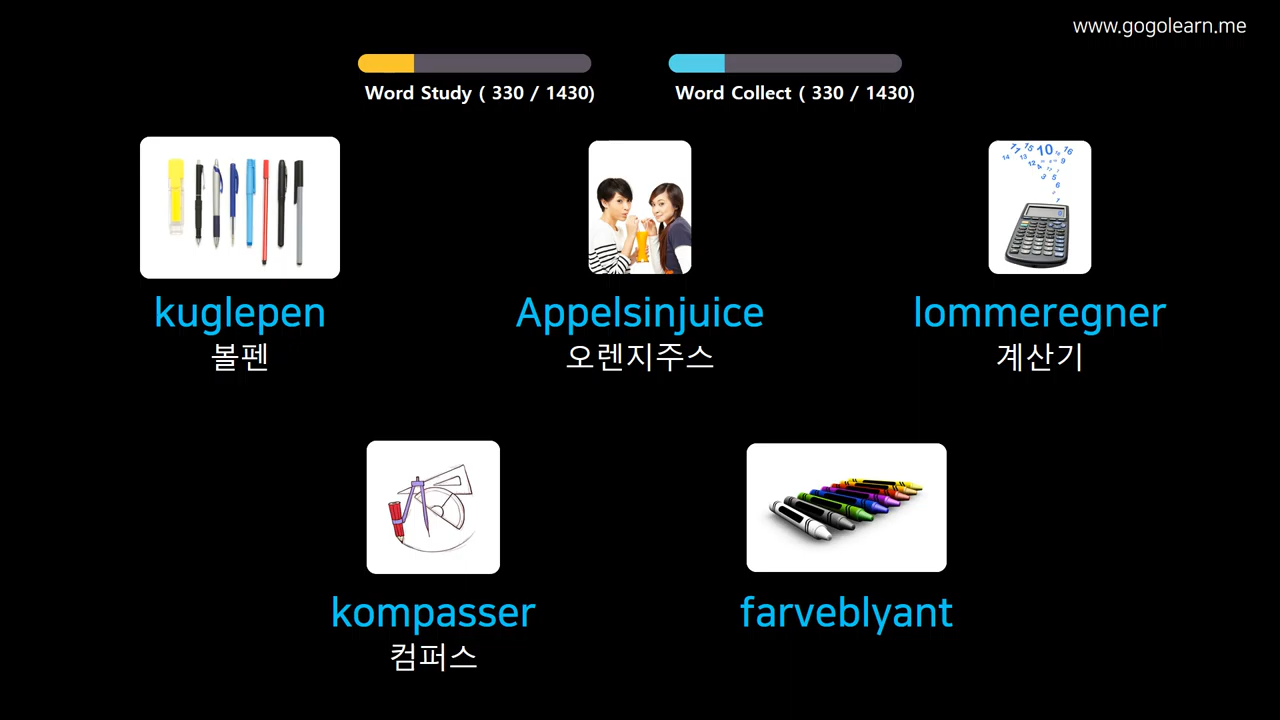 www.gogolearn.me
Word Study ( 330 / 1430)
Word Collect ( 330 / 1430)
kuglepen
볼펜
Appelsinjuice
오렌지주스
lommeregner
계산기
kompasser
컴퍼스
farveblyant